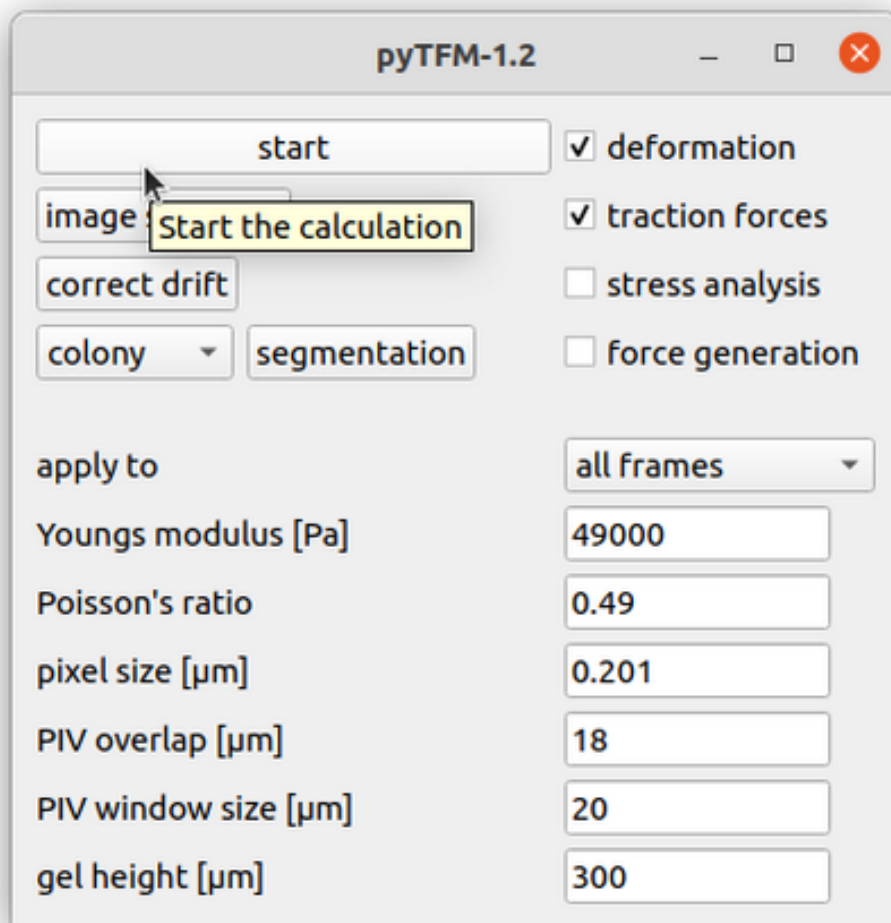 pyTFM-1.2
start
deformation
image
Start the calculation
traction forces
correct drift
stress analysis
colony
segmentation
force generation
apply to
all frames
Youngs modulus [Pa]
49000
Poisson's ratio
0.49
pixel size [µm]
0.201
PIV overlap [µm]
18
PIV window size [µm]
20
gel height [µm]
300